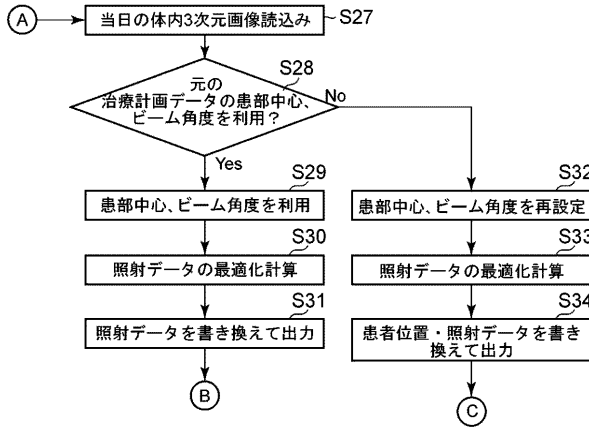 A
当日の体内3次元画像読込み
S27
S28
元の
治療計画データの患部中心、
ビーム角度を利用？
No
Yes
S29
患部中心、ビーム角度を利用
S30
照射データの最適化計算
S31
照射データを書き換えて出力
B
S32
患部中心、ビーム角度を再設定
S33
照射データの最適化計算
S34
患者位置・照射データを書き
換えて出力
C